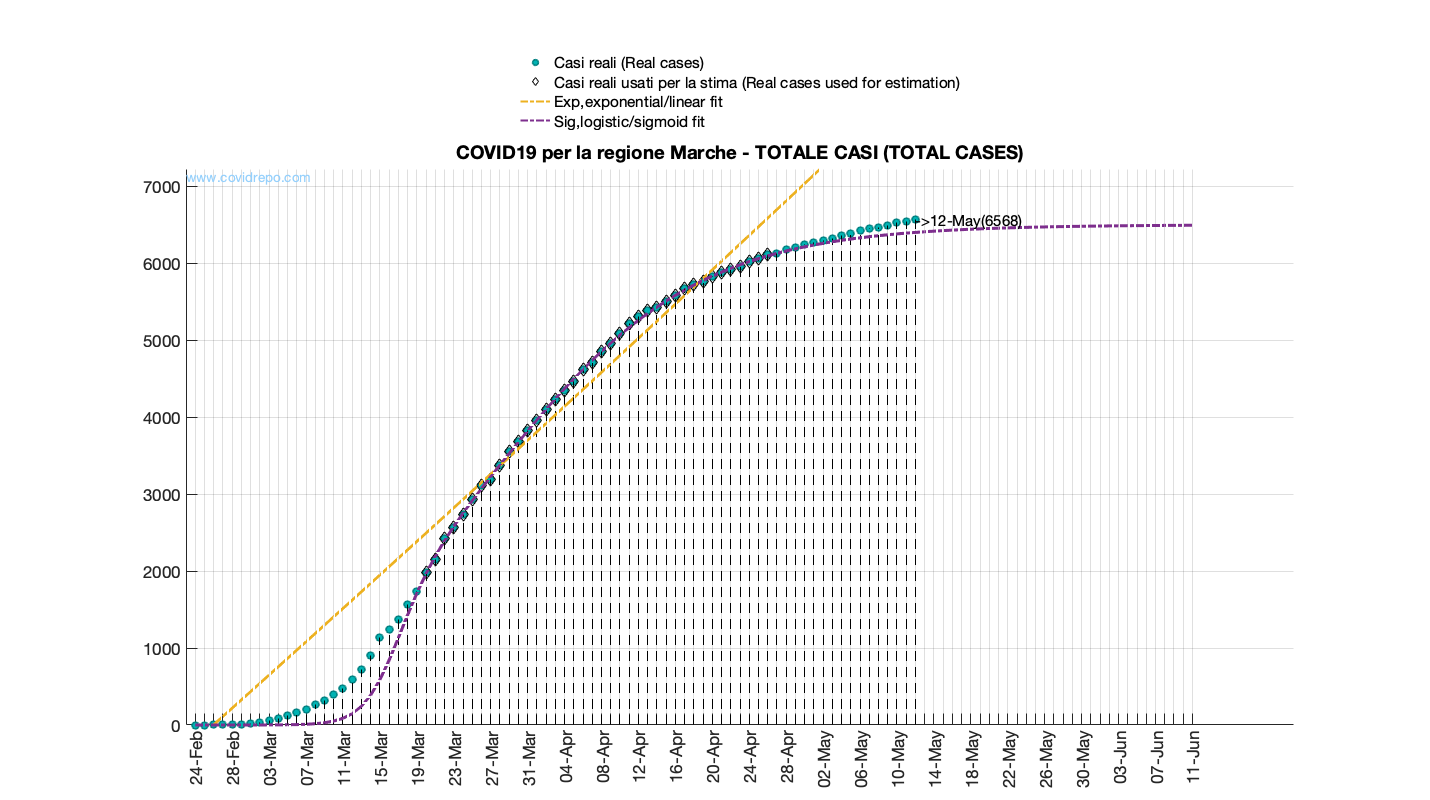 Casi reali (Real cases)
Casi reali usati per la stima (Real cases used for estimation)
Exp,exponential/linear fit
Sig,logistic/sigmoid fit
COVID19 per la regione Marche - TOTALE CASI (TOTAL CASES)
www.covidrepo.com
7000
6000
5000
4000
3000
2000
1000
0
->12-May(6568)
24-Feb
28-Feb
03-Mar
07-Mar
11-Mar
15-Mar
19-Mar
23-Mar
27-Mar
31-Mar
04-Apr
08-Apr
12-Apr
16-Apr
20-Apr
24-Apr
28-Apr
02-May
06-May
10-May
14-May
18-May
22-May
26-May
30-May
03-Jun
07-Jun
11-Jun